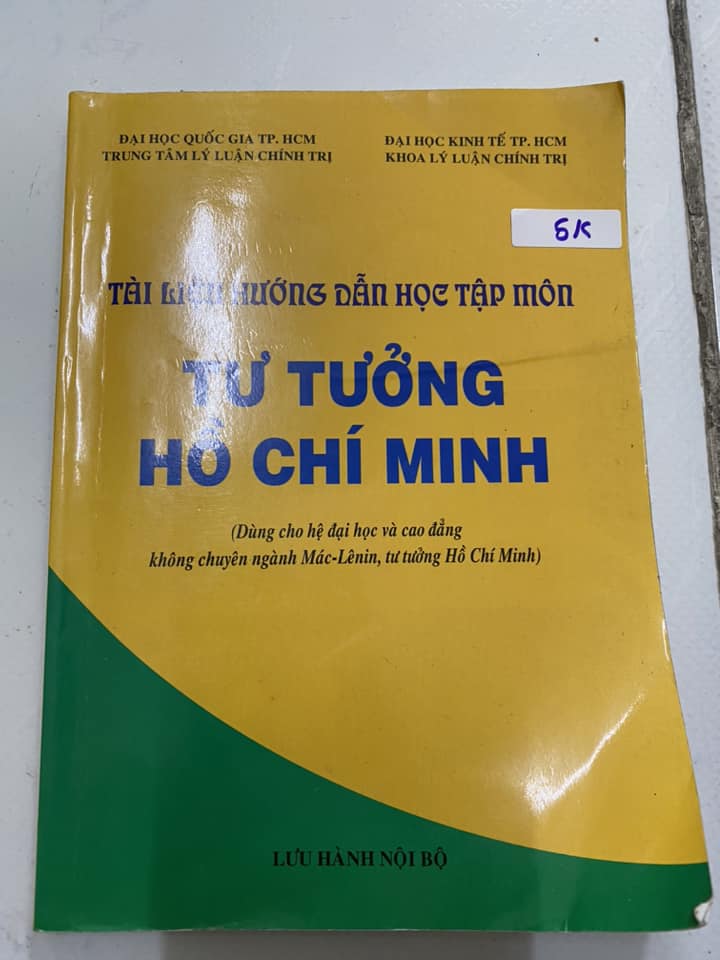 ĐẠI HỌC QUỐC GIA TP. HCM
TRUNG TÂM LÝ LUẬN CHÍNH TRỊ
ĐẠI HỌC KINH TẾ TP. HCM
KHOA LÝ LUẬN CHÍNH TRỊ
5K
TÀI LIỆU HƯỚNG DẪN HỌC TẬP MÔN
TƯ TƯỞNG
HỒ CHÍ MINH
(Dùng cho hệ đại học và cao đẳng
không chuyên ngành Mác-Lênin, tư tưởng Hồ Chí Minh)
LƯU HÀNH NỘI BỘ